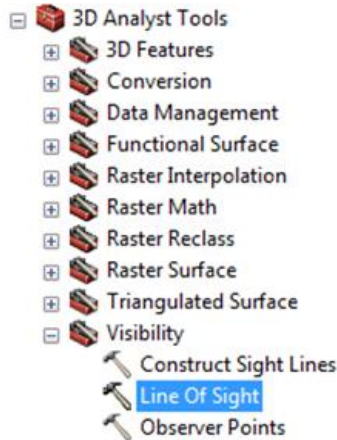 3D Analyst Tools
3D Features
Conversion
Data Management
Functional Surface
Raster Interpolation
Raster Math
Raster Reclass
Raster Surface
Triangulated Surface
Visibility
Construct Sight Lines
Line Of Sight
Observer Points